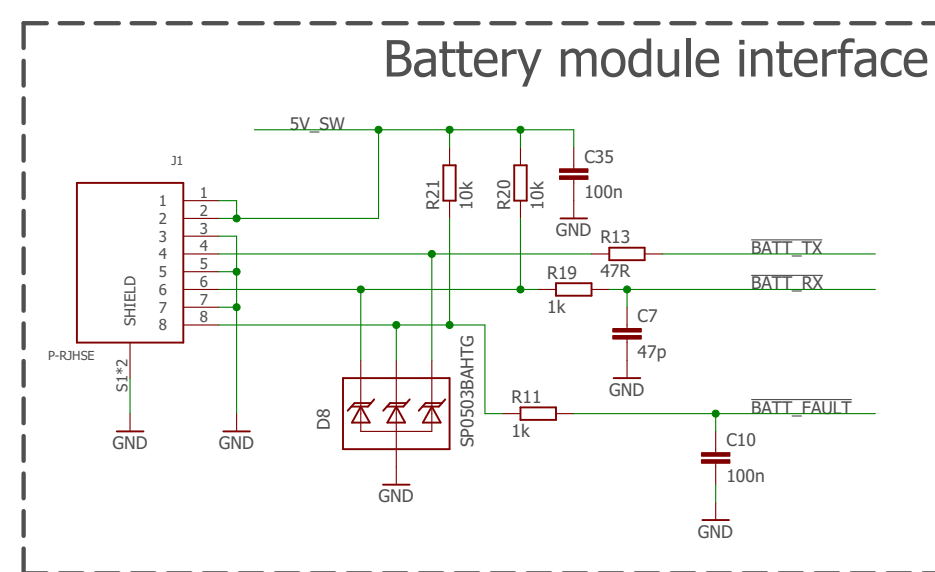 Battery module interface
5V_SW
J1
1 1
2 2
3 3
4 4
5 5
6 6
7 7
8 8
SHIELD
P-RJHSE
S1*2
GND
GND
R21
10k
R20
10k
C35
100n
GND
R13
47R
BATT_TX
R19
1k
BATT_RX
C7
47p
GND
D8
SP0503BAHTG
GND
R11
1k
BATT_FAULT
C10
100n
GND